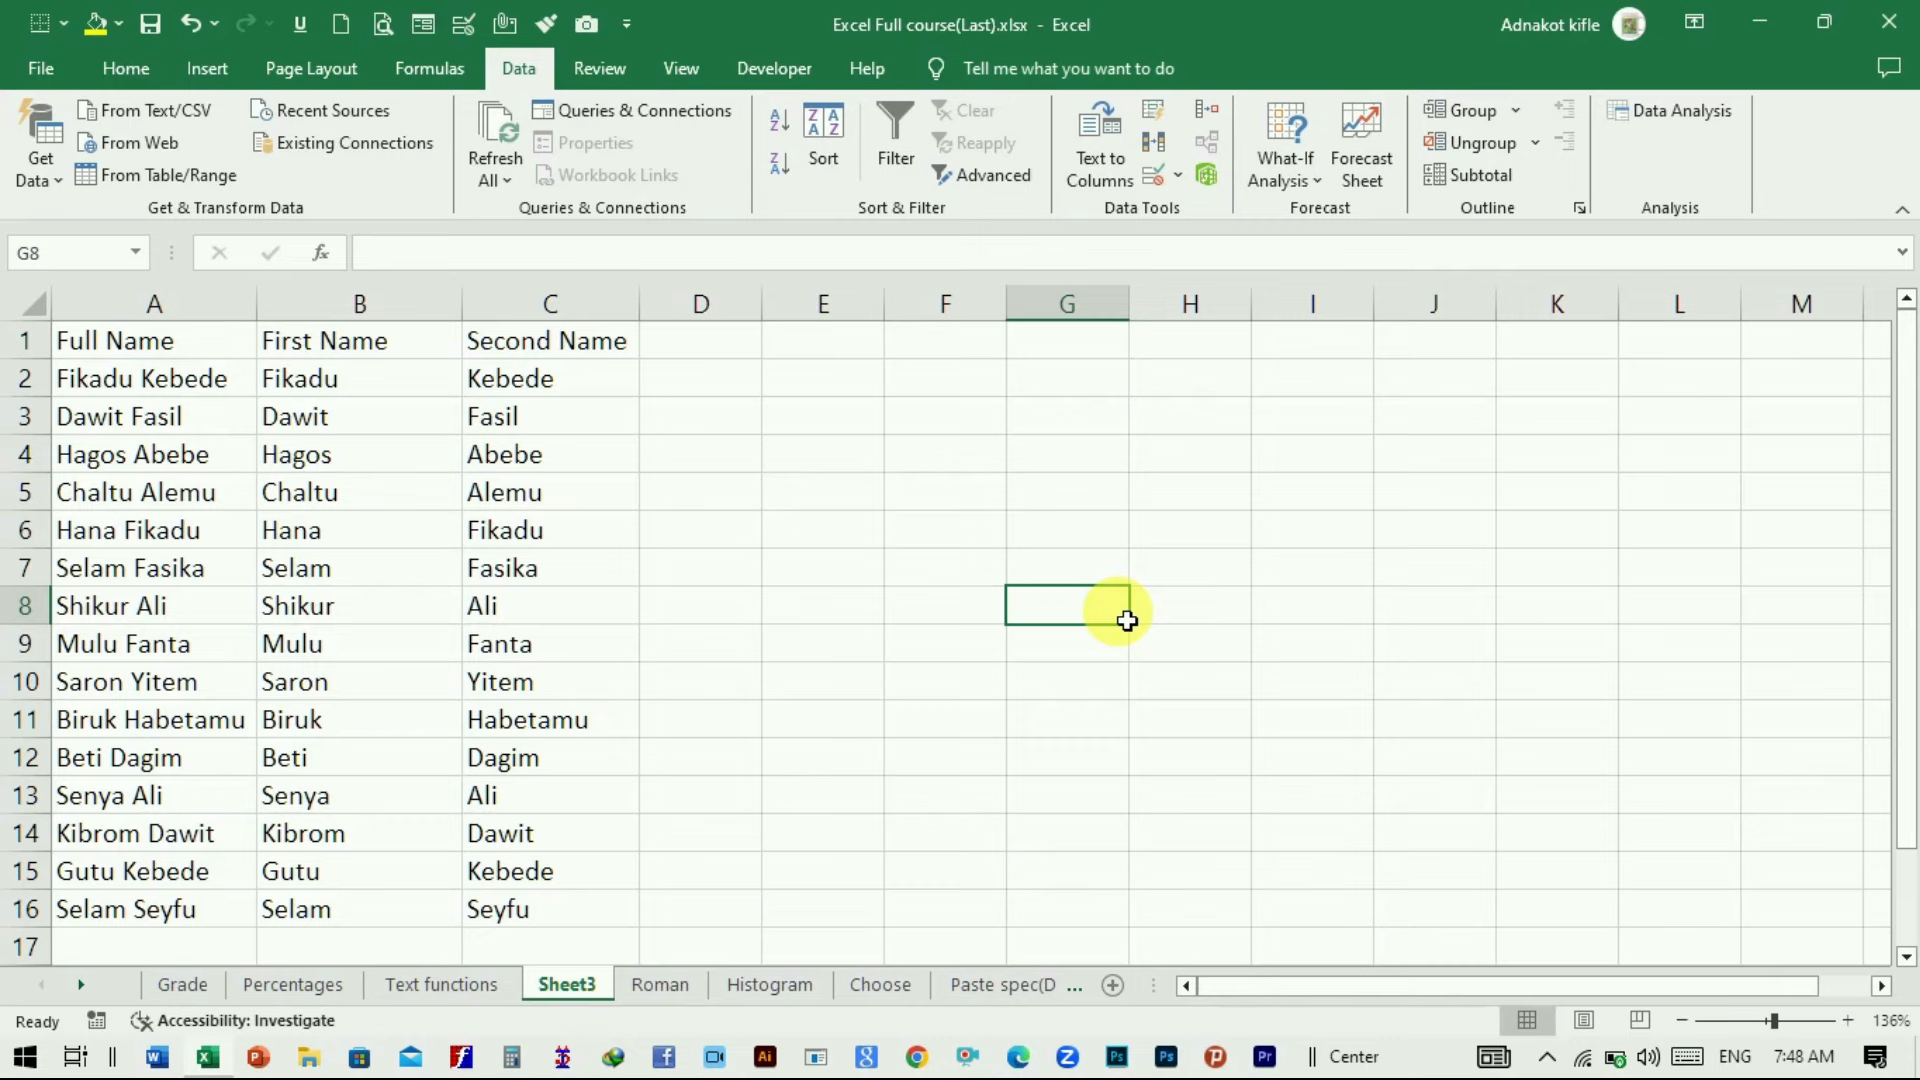 Excel Full course(Last).xlsx - Excel
Adnakot kifle
File Home Insert Page Layout Formulas Data Review View Developer Help Tell me what you want to do
Get Data
From Text/CSV
From Web
From Table/Range
Recent Sources
Existing Connections
Get & Transform Data
Refresh All
Queries & Connections
Properties
Workbook Links
Queries & Connections
Sort
Filter
Clear
Reapply
Advanced
Sort & Filter
Text to Columns
Data Tools
What-If Analysis
Forecast Sheet
Forecast
Group
Ungroup
Subtotal
Outline
Data Analysis
Analysis
G8 fx
A B C D E F G H I J K L M
1 Full Name First Name Second Name
2 Fikadu Kebede Fikadu Kebede
3 Dawit Fasil Dawit Fasil
4 Hagos Abebe Hagos Abebe
5 Chaltu Alemu Chaltu Alemu
6 Hana Fikadu Hana Fikadu
7 Selam Fasika Selam Fasika
8 Shikur Ali Shikur Ali
9 Mulu Fanta Mulu Fanta
10 Saron Yitem Saron Yitem
11 Biruk Habetamu Biruk Habetamu
12 Beti Dagim Beti Dagim
13 Senya Ali Senya Ali
14 Kibrom Dawit Kibrom Dawit
15 Gutu Kebede Gutu Kebede
16 Selam Seyfu Selam Seyfu
17
Grade Percentages Text functions Sheet3 Roman Histogram Choose Paste spec(D ...
Ready Accessibility: Investigate 136%
Center ENG 7:48 AM